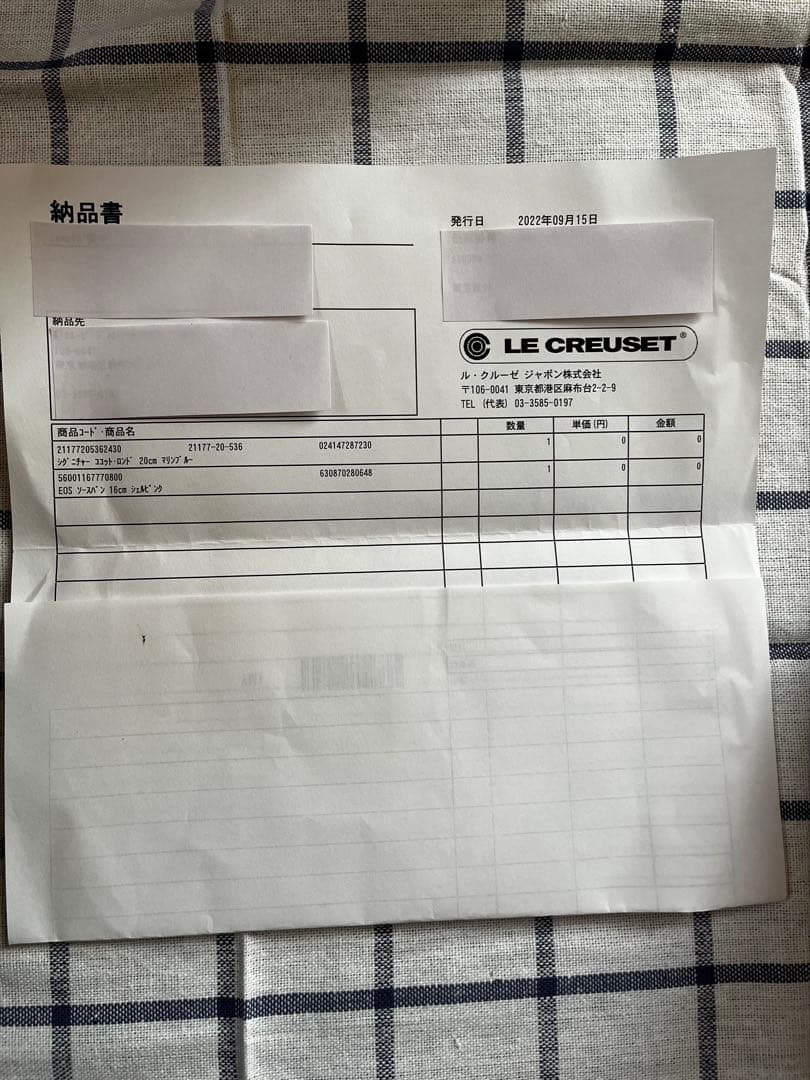 納品書
発行日 2022年09月15日
納品先
LE CREUSET®
ル・クルーゼ ジャポン株式会社
〒106-0041 東京都港区麻布台2-2-9
TEL (代表) 03-3585-0197
商品コード・商品名 数量 単価(円) 金額
21177205362430 21177-20-536 024147287230 1 0 0
シグニチャー ココット・ロンド 20cm マリンブルー
56001167770800 630870280648 1 0 0
EOS ソースパン 16cm シェルピンク